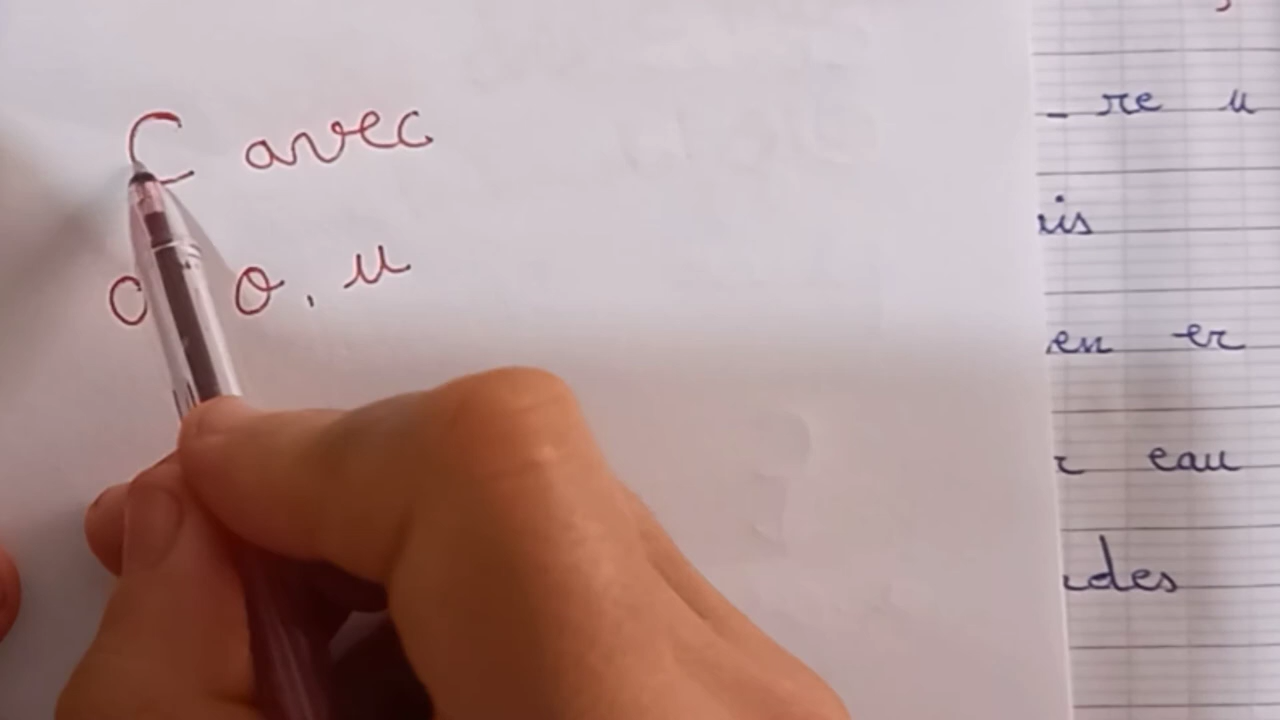 C avec
o, u
re u
is
en er
eau
des